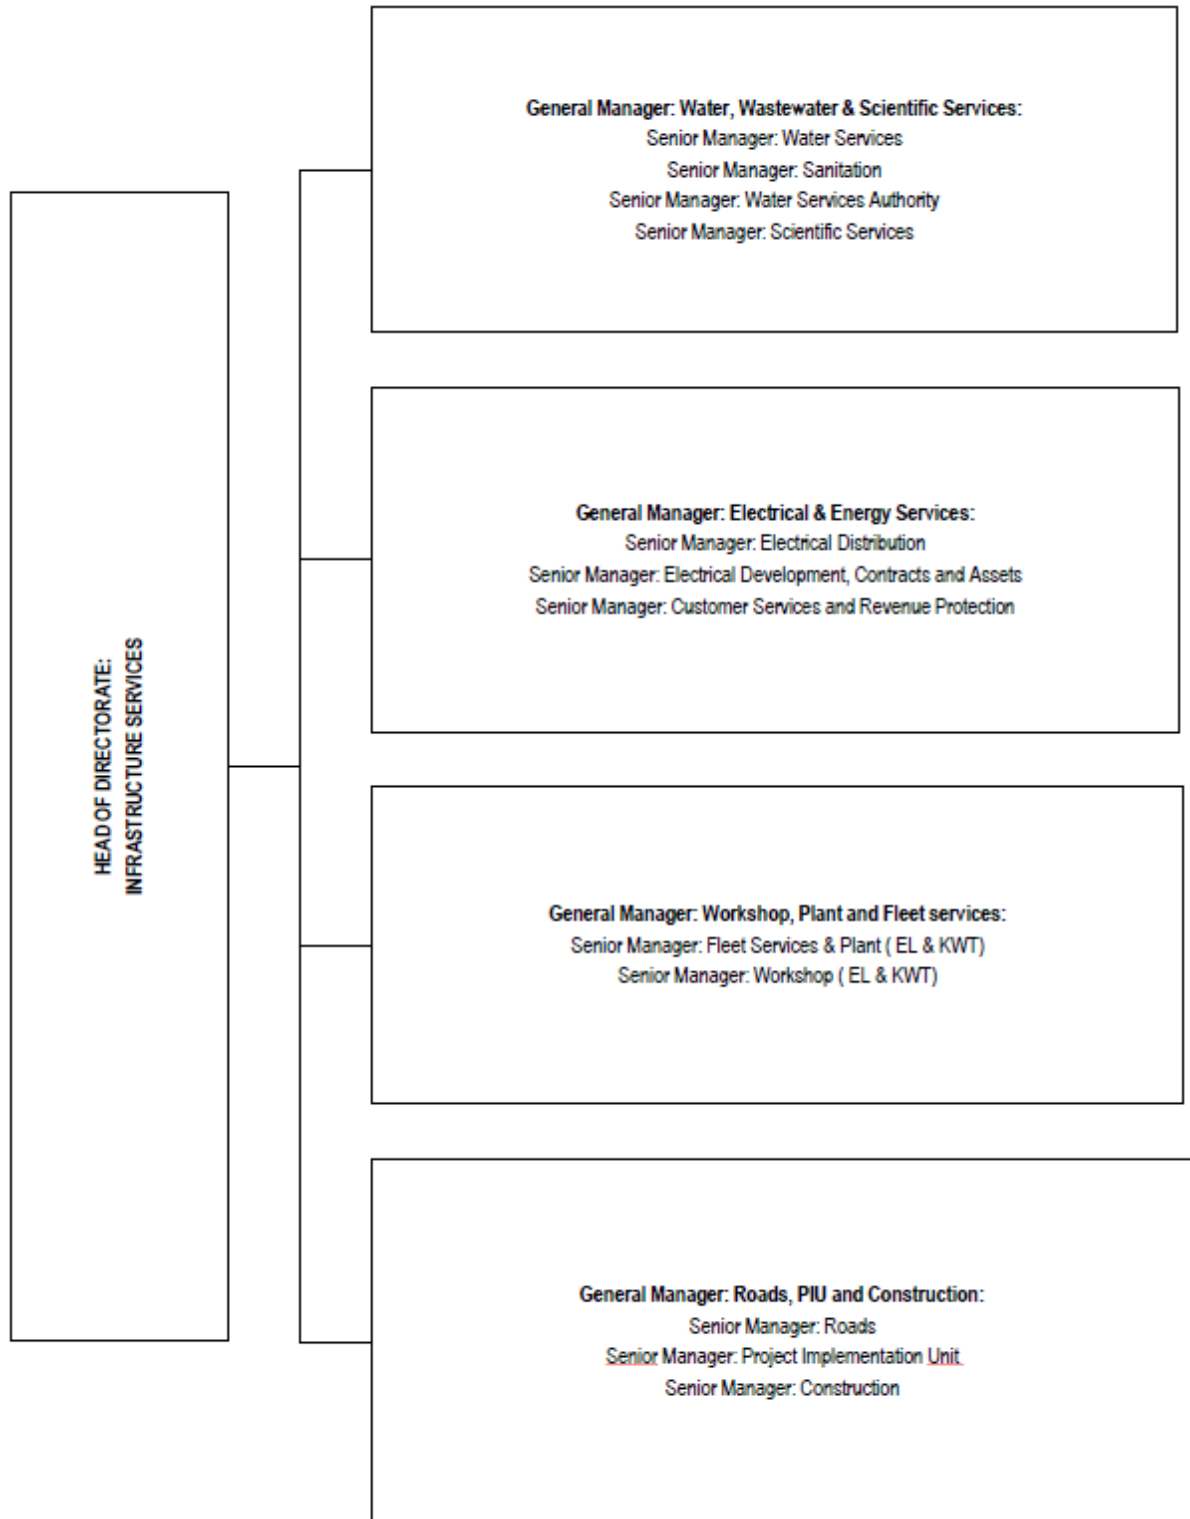 HEAD OF DIRECTORATE:
INFRASTRUCTURE SERVICES
General Manager: Water, Wastewater & Scientific Services:
Senior Manager: Water Services
Senior Manager: Sanitation
Senior Manager: Water Services Authority
Senior Manager: Scientific Services
General Manager: Electrical & Energy Services:
Senior Manager: Electrical Distribution
Senior Manager: Electrical Development, Contracts and Assets
Senior Manager: Customer Services and Revenue Protection
General Manager: Workshop, Plant and Fleet services:
Senior Manager: Fleet Services & Plant ( EL & KWT)
Senior Manager: Workshop ( EL & KWT)
General Manager: Roads, PIU and Construction:
Senior Manager: Roads
Senior Manager: Project Implementation Unit
Senior Manager: Construction